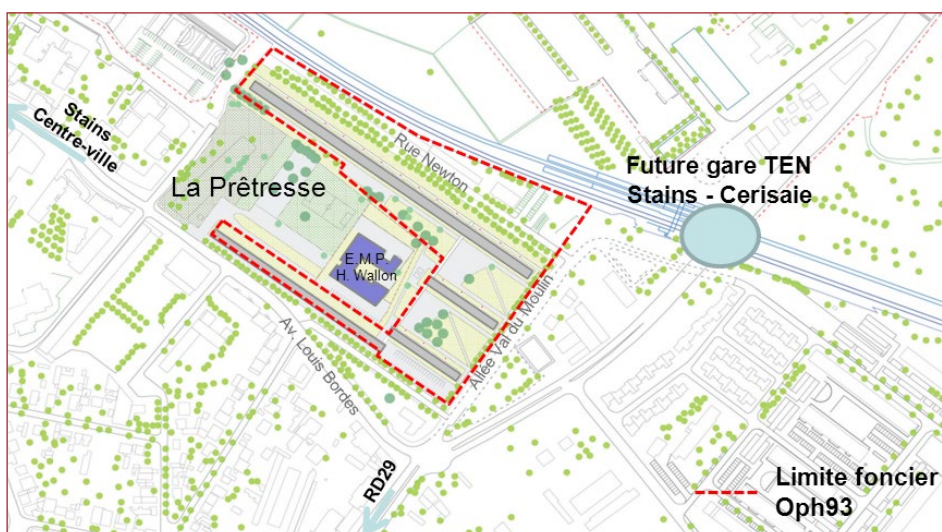 Stains
Centre-ville
La Prêtresse
Rue Newton
Future gare TEN
Stains - Cerisaie
E.M.P.
H. Wallon
Allée Val du Moulin
Av. Louis Bordes
RD29
Limite foncier
Oph93